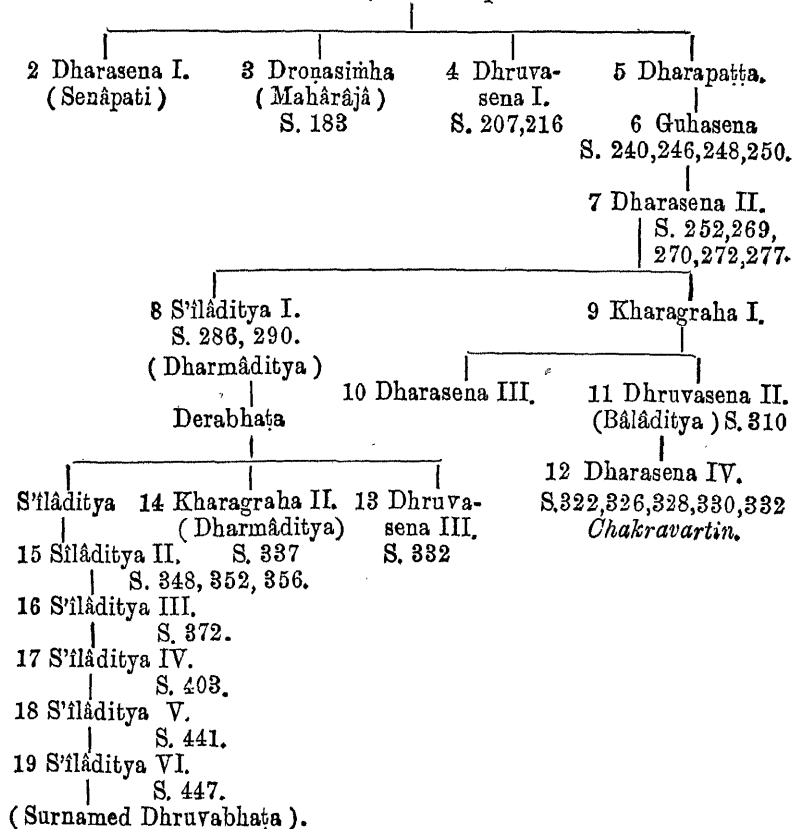 2 Dharasena I. 3 Droṇasiṁha 4 Dhruva- 5 Dharapaṭṭa.
(Senâpati) (Mahârâjâ) sena I.
S. 183 S. 207,216 6 Guhasena
S. 240,246,248,250.
7 Dharasena II.
S. 252,269,
270,272,277.
8 S'îlâditya I. 9 Kharagraha I.
S. 286, 290.
(Dharmâditya)
10 Dharasena III. 11 Dhruvasena II.
Derabhaṭa (Bâlâditya) S. 310
12 Dharasena IV.
S'îlâditya 14 Kharagraha II. 13 Dhruva- S.322,326,328,330,332
(Dharmâditya) sena III. Chakravartin.
15 Sîlâditya II. S. 337 S. 332
S. 348, 352, 356.
16 S'îlâditya III.
S. 372.
17 S'îlâditya IV.
S. 403.
18 S'îlâditya V.
S. 441.
19 S'îlâditya VI.
S. 447.
(Surnamed Dhruvabhaṭa).